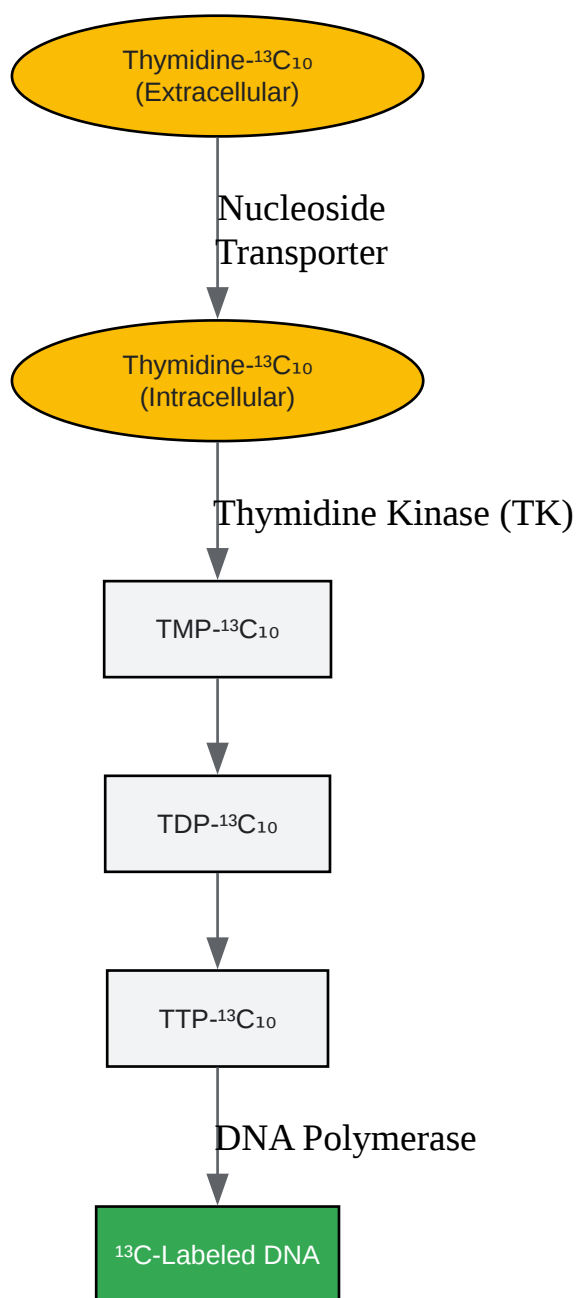 Thymidine-¹³C₁₀
(Extracellular)
Nucleoside
Transporter
Thymidine-¹³C₁₀
(Intracellular)
Thymidine Kinase (TK)
TMP-¹³C₁₀
TDP-¹³C₁₀
TTP-¹³C₁₀
DNA Polymerase
¹³C-Labeled DNA